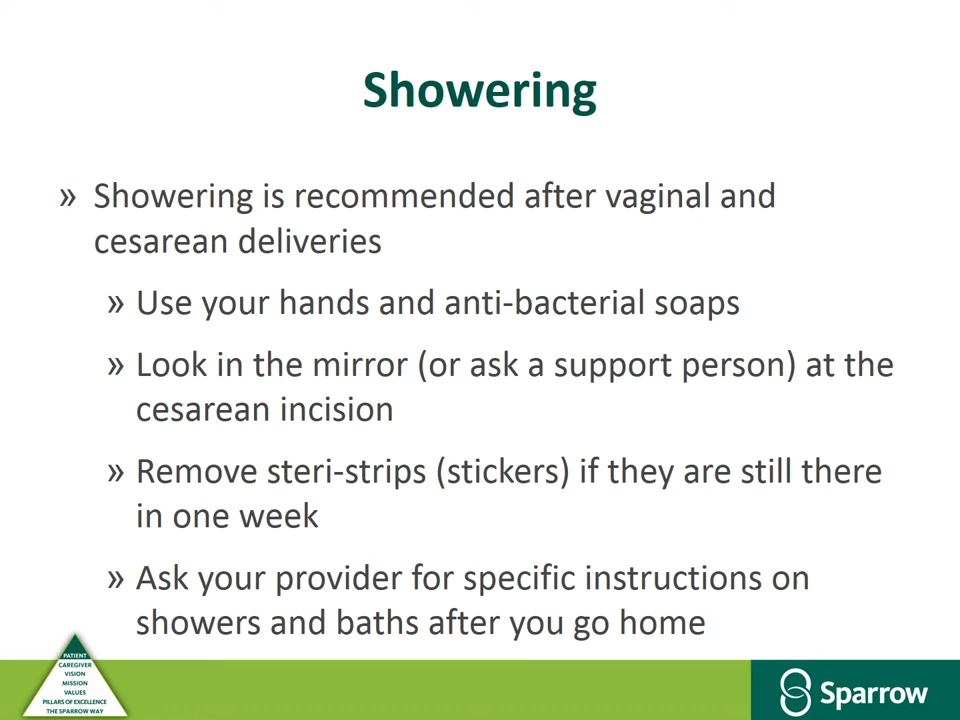 Showering
» Showering is recommended after vaginal and
cesarean deliveries
» Use your hands and anti-bacterial soaps
» Look in the mirror (or ask a support person) at the
cesarean incision
» Remove steri-strips (stickers) if they are still there
in one week
» Ask your provider for specific instructions on
showers and baths after you go home
PATIENT
CAREGIVER
VISION
MISSION
VALUES
PILLARS OF EXCELLENCE
THE SPARROW WAY
Sparrow